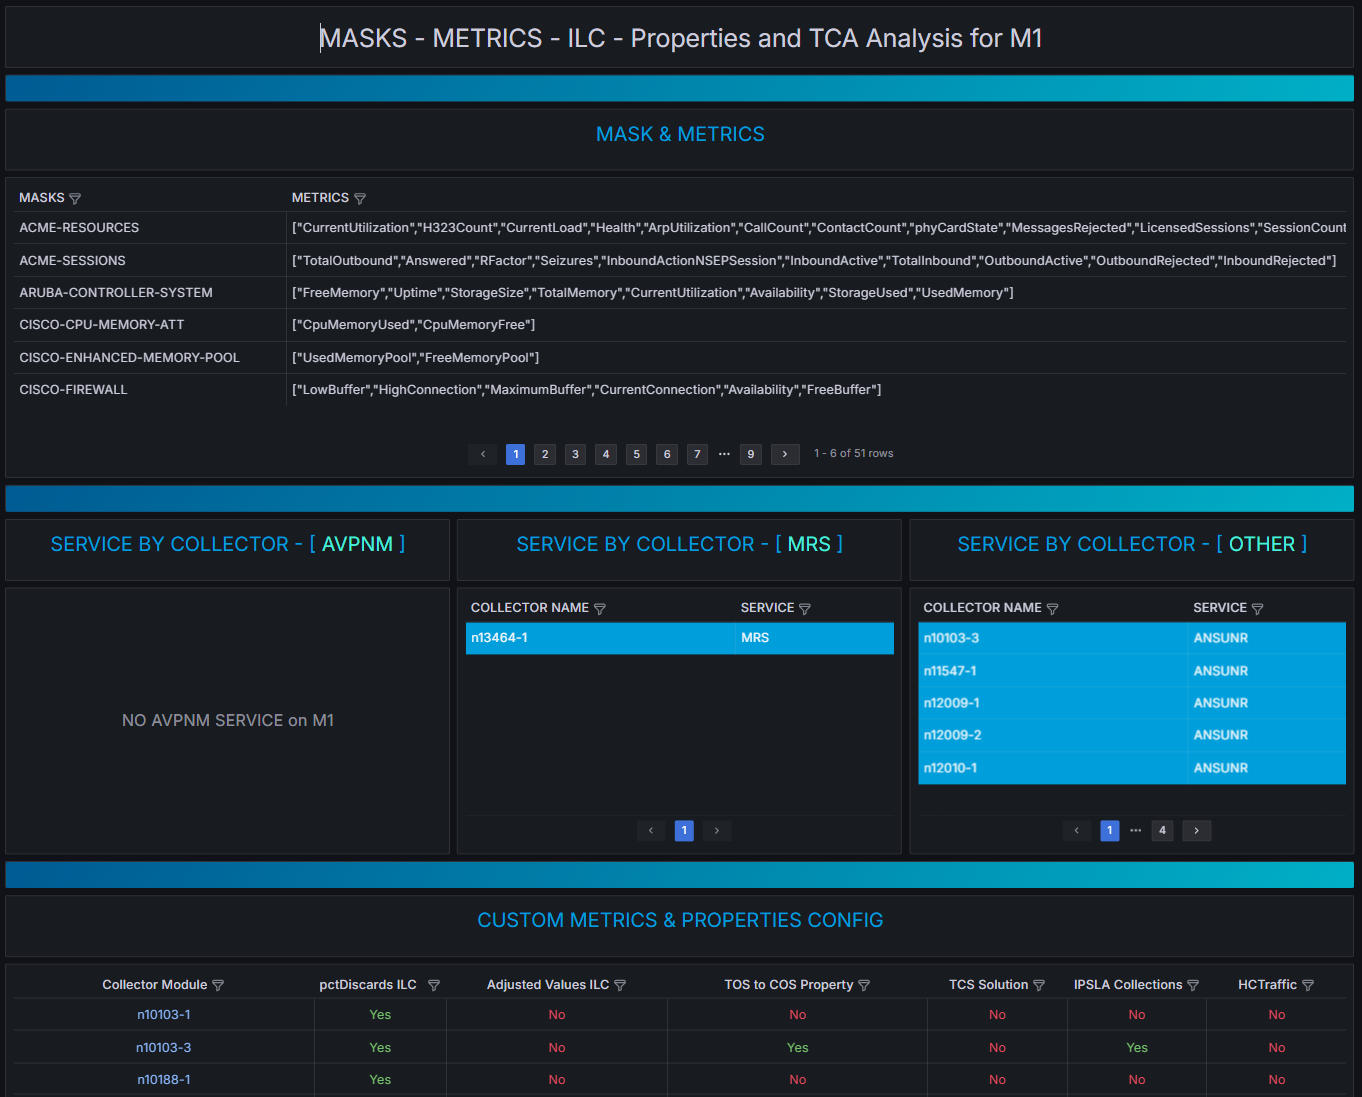 MASKS - METRICS - ILC - Properties and TCA Analysis for M1
MASK & METRICS
MASKS METRICS
ACME-RESOURCES ["CurrentUtilization","H323Count","CurrentLoad","Health","ArpUtilization","CallCount","ContactCount","phyCardState","MessagesRejected","LicensedSessions","SessionCount
ACME-SESSIONS ["TotalOutbound","Answered","RFactor","Seizures","InboundActionNSEPSession","InboundActive","TotalInbound","OutboundActive","OutboundRejected","InboundRejected"]
ARUBA-CONTROLLER-SYSTEM ["FreeMemory","Uptime","StorageSize","TotalMemory","CurrentUtilization","Availability","StorageUsed","UsedMemory"]
CISCO-CPU-MEMORY-ATT ["CpuMemoryUsed","CpuMemoryFree"]
CISCO-ENHANCED-MEMORY-POOL ["UsedMemoryPool","FreeMemoryPool"]
CISCO-FIREWALL ["LowBuffer","HighConnection","MaximumBuffer","CurrentConnection","Availability","FreeBuffer"]
‹ 1 2 3 4 5 6 7 ••• 9 › 1 - 6 of 51 rows
SERVICE BY COLLECTOR - [ AVPNM ]
NO AVPNM SERVICE on M1
SERVICE BY COLLECTOR - [ MRS ]
COLLECTOR NAME SERVICE
n13464-1 MRS
‹ 1 ›
SERVICE BY COLLECTOR - [ OTHER ]
COLLECTOR NAME SERVICE
n10103-3 ANSUNR
n11547-1 ANSUNR
n12009-1 ANSUNR
n12009-2 ANSUNR
n12010-1 ANSUNR
‹ 1 ••• 4 ›
CUSTOM METRICS & PROPERTIES CONFIG
Collector Module pctDiscards ILC Adjusted Values ILC TOS to COS Property TCS Solution IPSLA Collections HCTraffic
n10103-1 Yes No No No No No
n10103-3 Yes No Yes No Yes No
n10188-1 Yes No No No No No